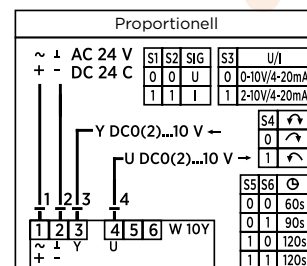 Proportionell
~ ⊥ AC 24 V
+ - DC 24 C
S1 S2 SIG
0 0 U
1 1 I
S3 U/I
0 0-10V/4-20mA
1 2-10V/4-20mA
S4
0
1
Y DC0(2)...10 V
U DC0(2)...10 V
S5 S6
0 0 60s
0 1 90s
1 0 120s
1 1 120s
1 2 3 4
1 2 3 4 5 6 W 10Y
~ ⊥ Y U
+ -